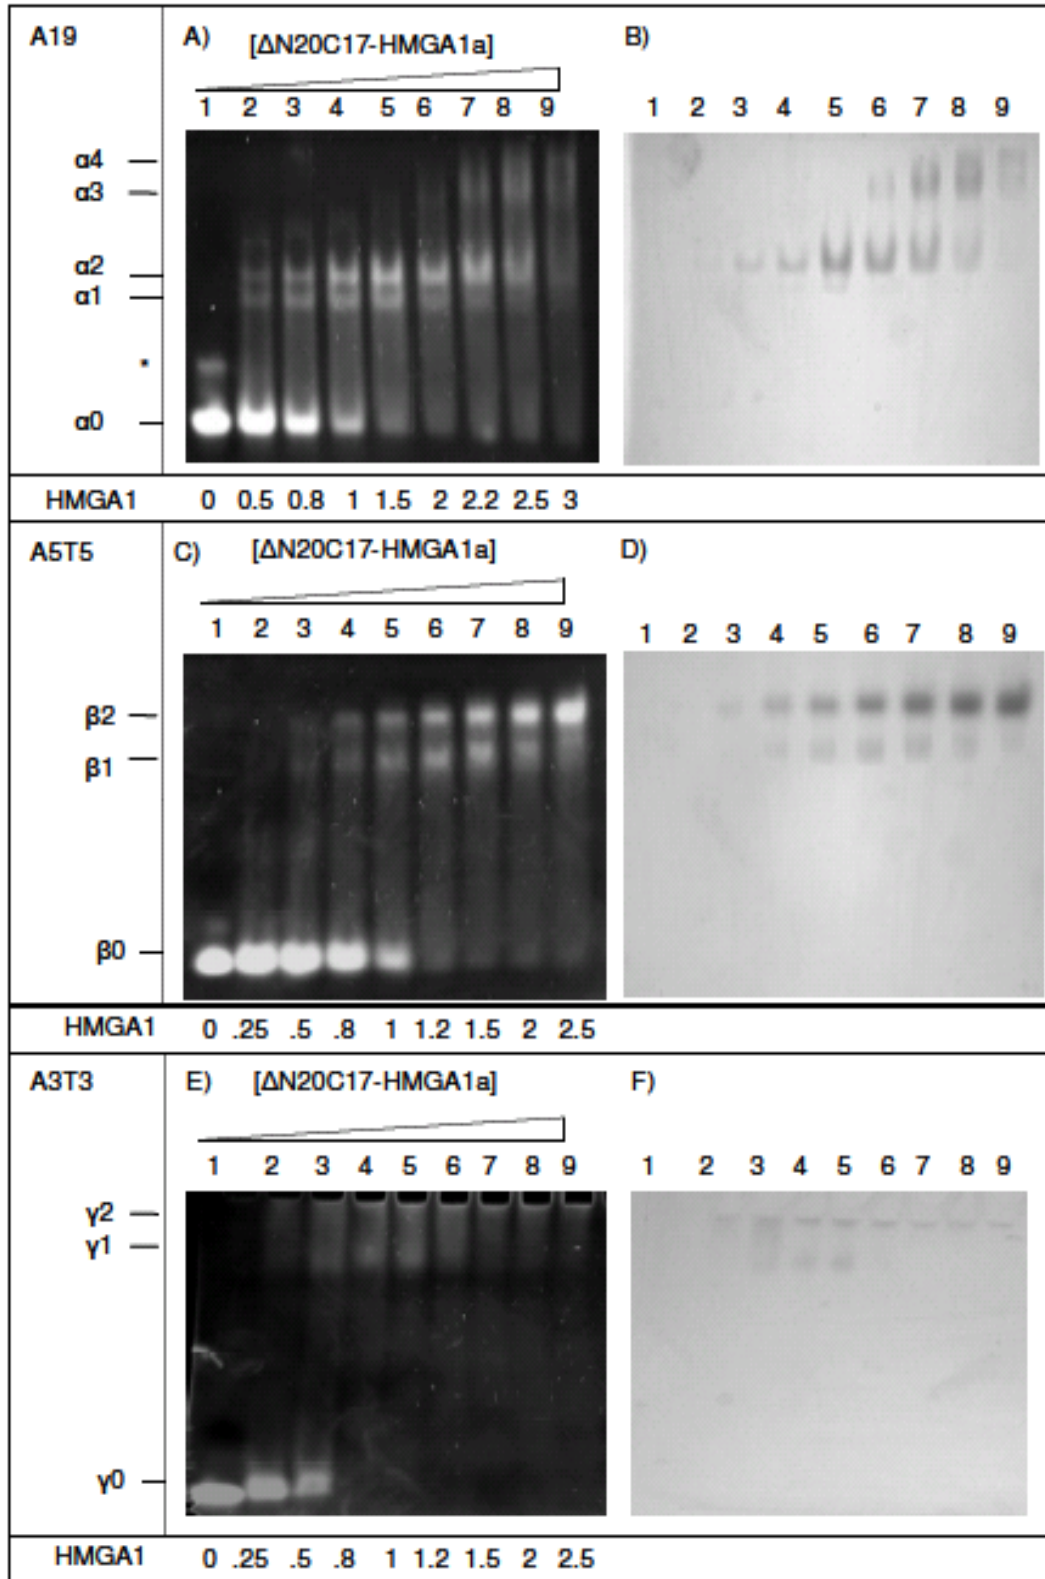 A19 A) [ΔN20C17-HMGA1a] B)
1 2 3 4 5 6 7 8 9 1 2 3 4 5 6 7 8 9
α4
α3
α2
α1
*
α0
HMGA1 0 0.5 0.8 1 1.5 2 2.2 2.5 3
A5T5 C) [ΔN20C17-HMGA1a] D)
1 2 3 4 5 6 7 8 9 1 2 3 4 5 6 7 8 9
β2
β1
β0
HMGA1 0 .25 .5 .8 1 1.2 1.5 2 2.5
A3T3 E) [ΔN20C17-HMGA1a] F)
1 2 3 4 5 6 7 8 9 1 2 3 4 5 6 7 8 9
γ2
γ1
γ0
HMGA1 0 .25 .5 .8 1 1.2 1.5 2 2.5